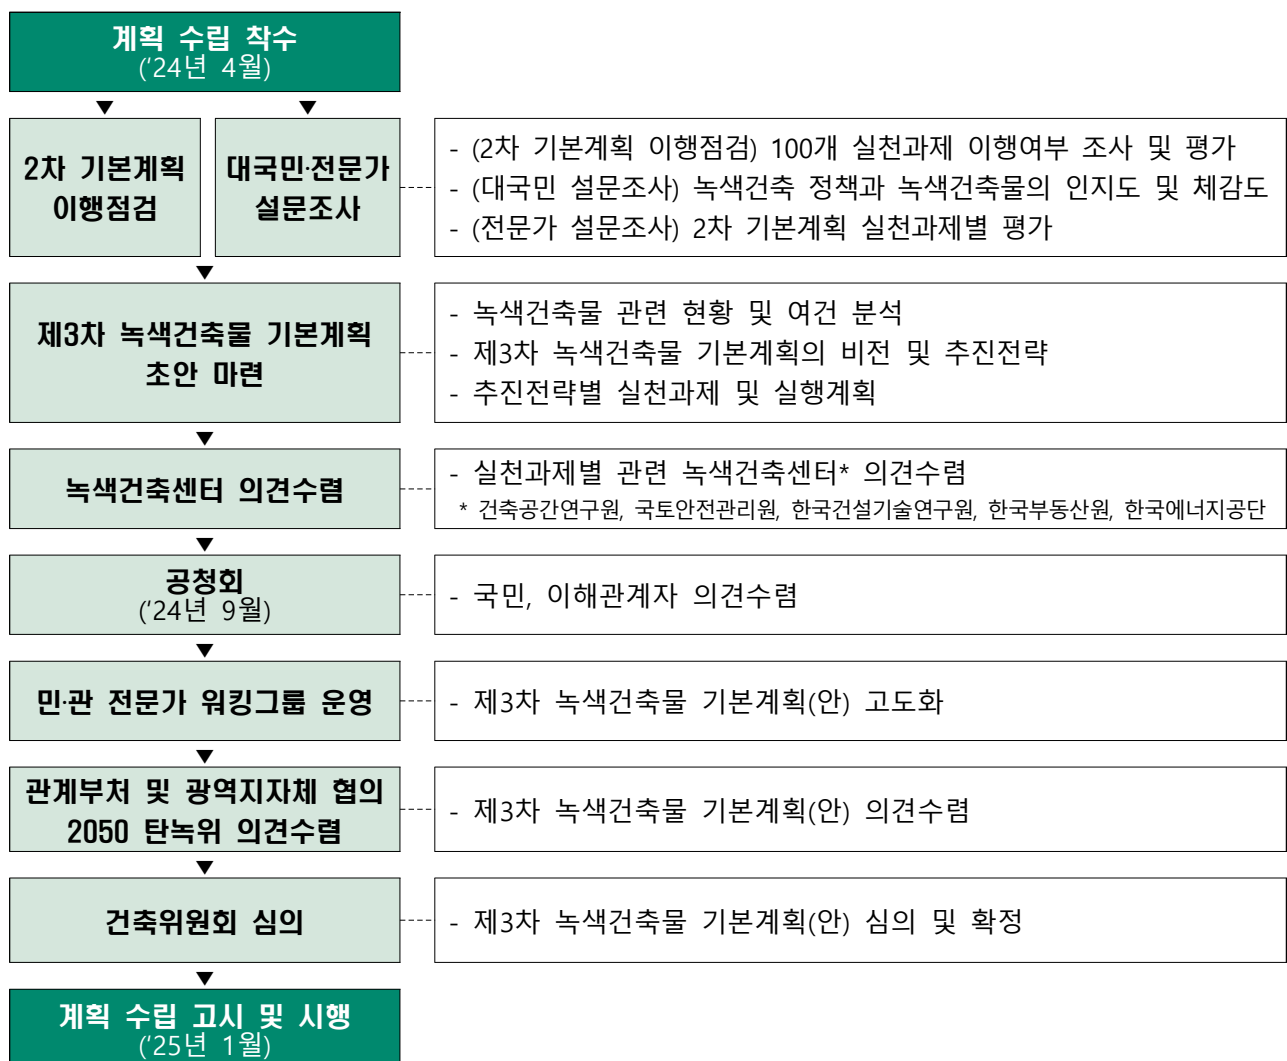 계획 수립 착수
(‘24년 4월)
▼ ▼
2차 기본계획
이행점검
대국민·전문가
설문조사
- (2차 기본계획 이행점검) 100개 실천과제 이행여부 조사 및 평가
- (대국민 설문조사) 녹색건축 정책과 녹색건축물의 인지도 및 체감도
- (전문가 설문조사) 2차 기본계획 실천과제별 평가
▼
제3차 녹색건축물 기본계획
초안 마련
- 녹색건축물 관련 현황 및 여건 분석
- 제3차 녹색건축물 기본계획의 비전 및 추진전략
- 추진전략별 실천과제 및 실행계획
▼
녹색건축센터 의견수렴
- 실천과제별 관련 녹색건축센터* 의견수렴
* 건축공간연구원, 국토안전관리원, 한국건설기술연구원, 한국부동산원, 한국에너지공단
▼
공청회
(‘24년 9월)
- 국민, 이해관계자 의견수렴
▼
민·관 전문가 워킹그룹 운영
- 제3차 녹색건축물 기본계획(안) 고도화
▼
관계부처 및 광역지자체 협의
2050 탄녹위 의견수렴
- 제3차 녹색건축물 기본계획(안) 의견수렴
▼
건축위원회 심의
- 제3차 녹색건축물 기본계획(안) 심의 및 확정
▼
계획 수립 고시 및 시행
(‘25년 1월)